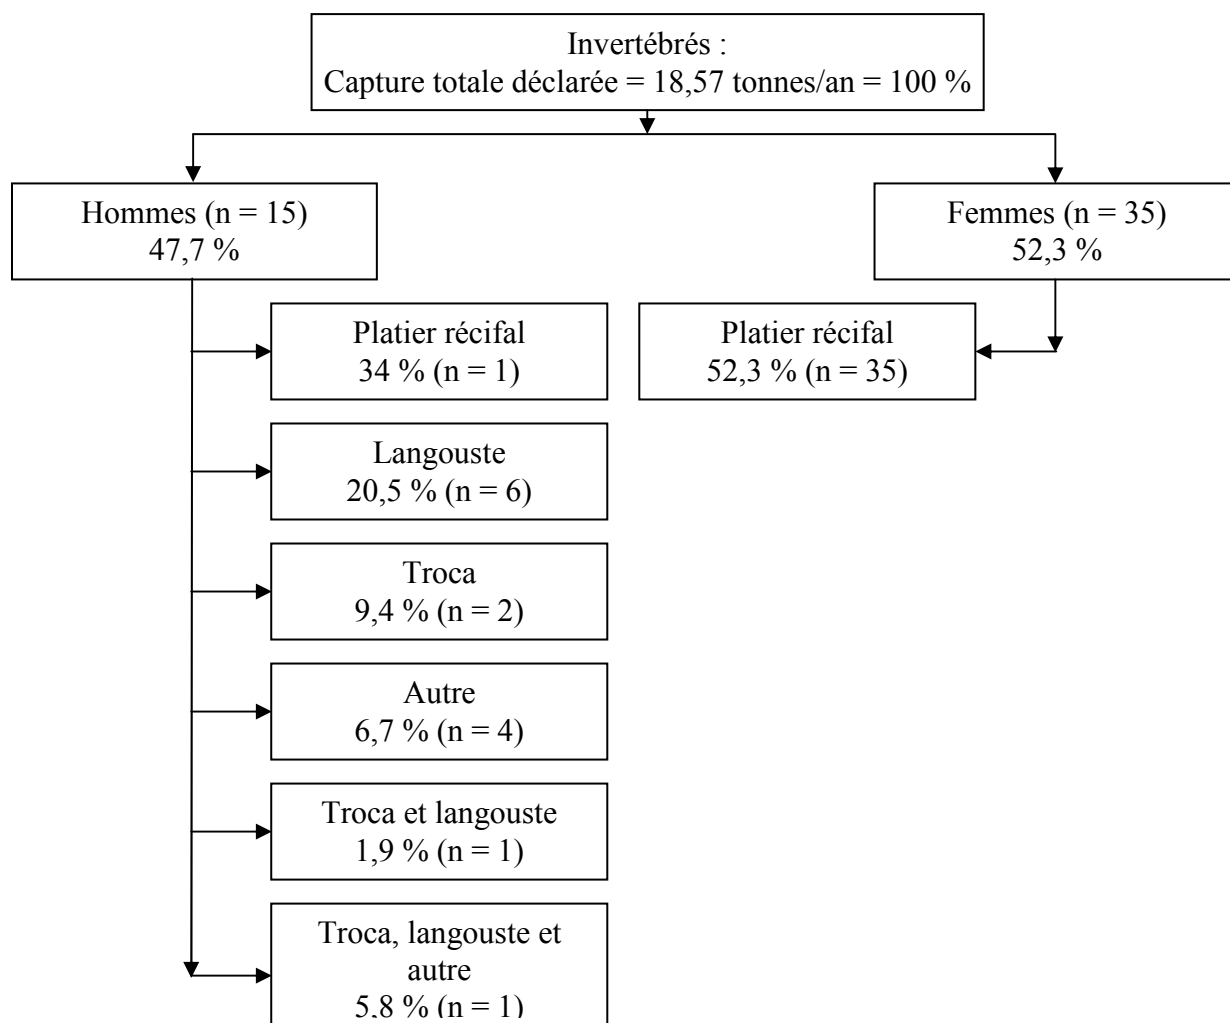 Invertébrés :
Capture totale déclarée = 18,57 tonnes/an = 100 %
Hommes (n = 15)
47,7 %
Femmes (n = 35)
52,3 %
Platier récifal
34 % (n = 1)
Platier récifal
52,3 % (n = 35)
Langouste
20,5 % (n = 6)
Troca
9,4 % (n = 2)
Autre
6,7 % (n = 4)
Troca et langouste
1,9 % (n = 1)
Troca, langouste et
autre
5,8 % (n = 1)